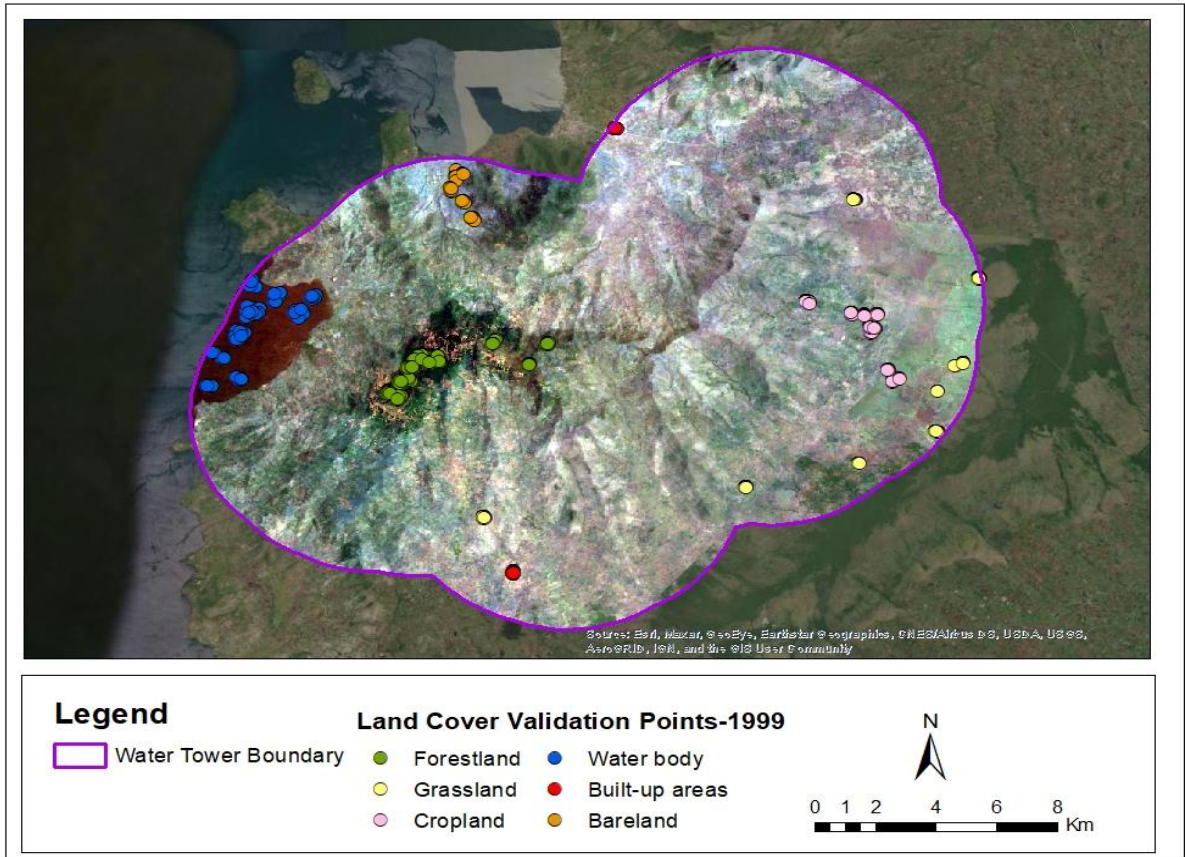 Source: Esri, Maxar, GeoEye, Earthstar Geographics, CNES/Airbus DS, USDA, USGS,
AeroGRID, IGN, and the GIS User Community
Legend
Water Tower Boundary
Land Cover Validation Points-1999
Forestland
Water body
Grassland
Built-up areas
Cropland
Bareland
N
0 1 2 4 6 8
Km